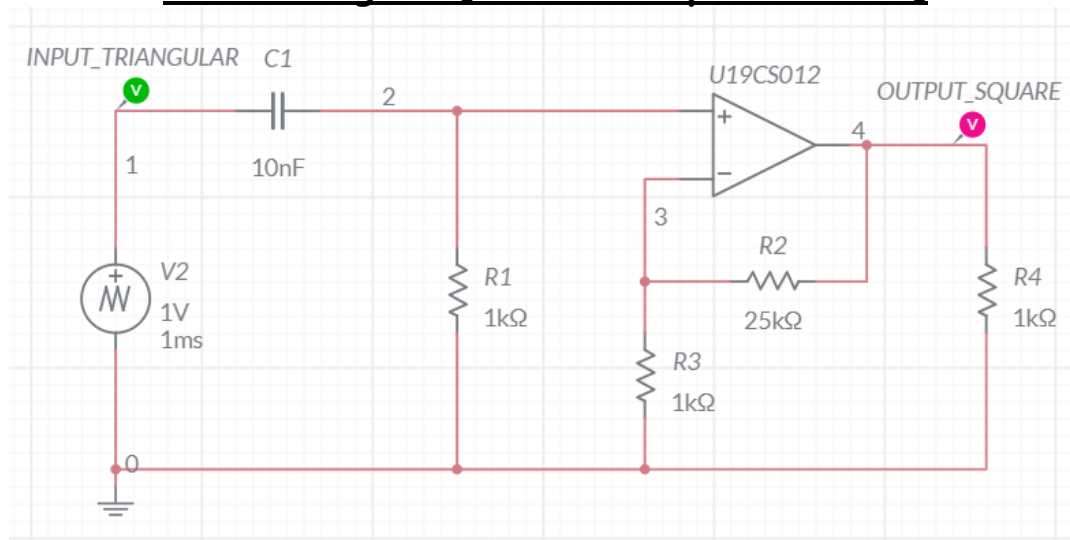 INPUT_TRIANGULAR
C1
2
U19CS012
OUTPUT_SQUARE
V
V
+
4
1
10nF
−
3
R2
V2
1V
1ms
+
R1
1kΩ
25kΩ
R4
1kΩ
R3
1kΩ
0